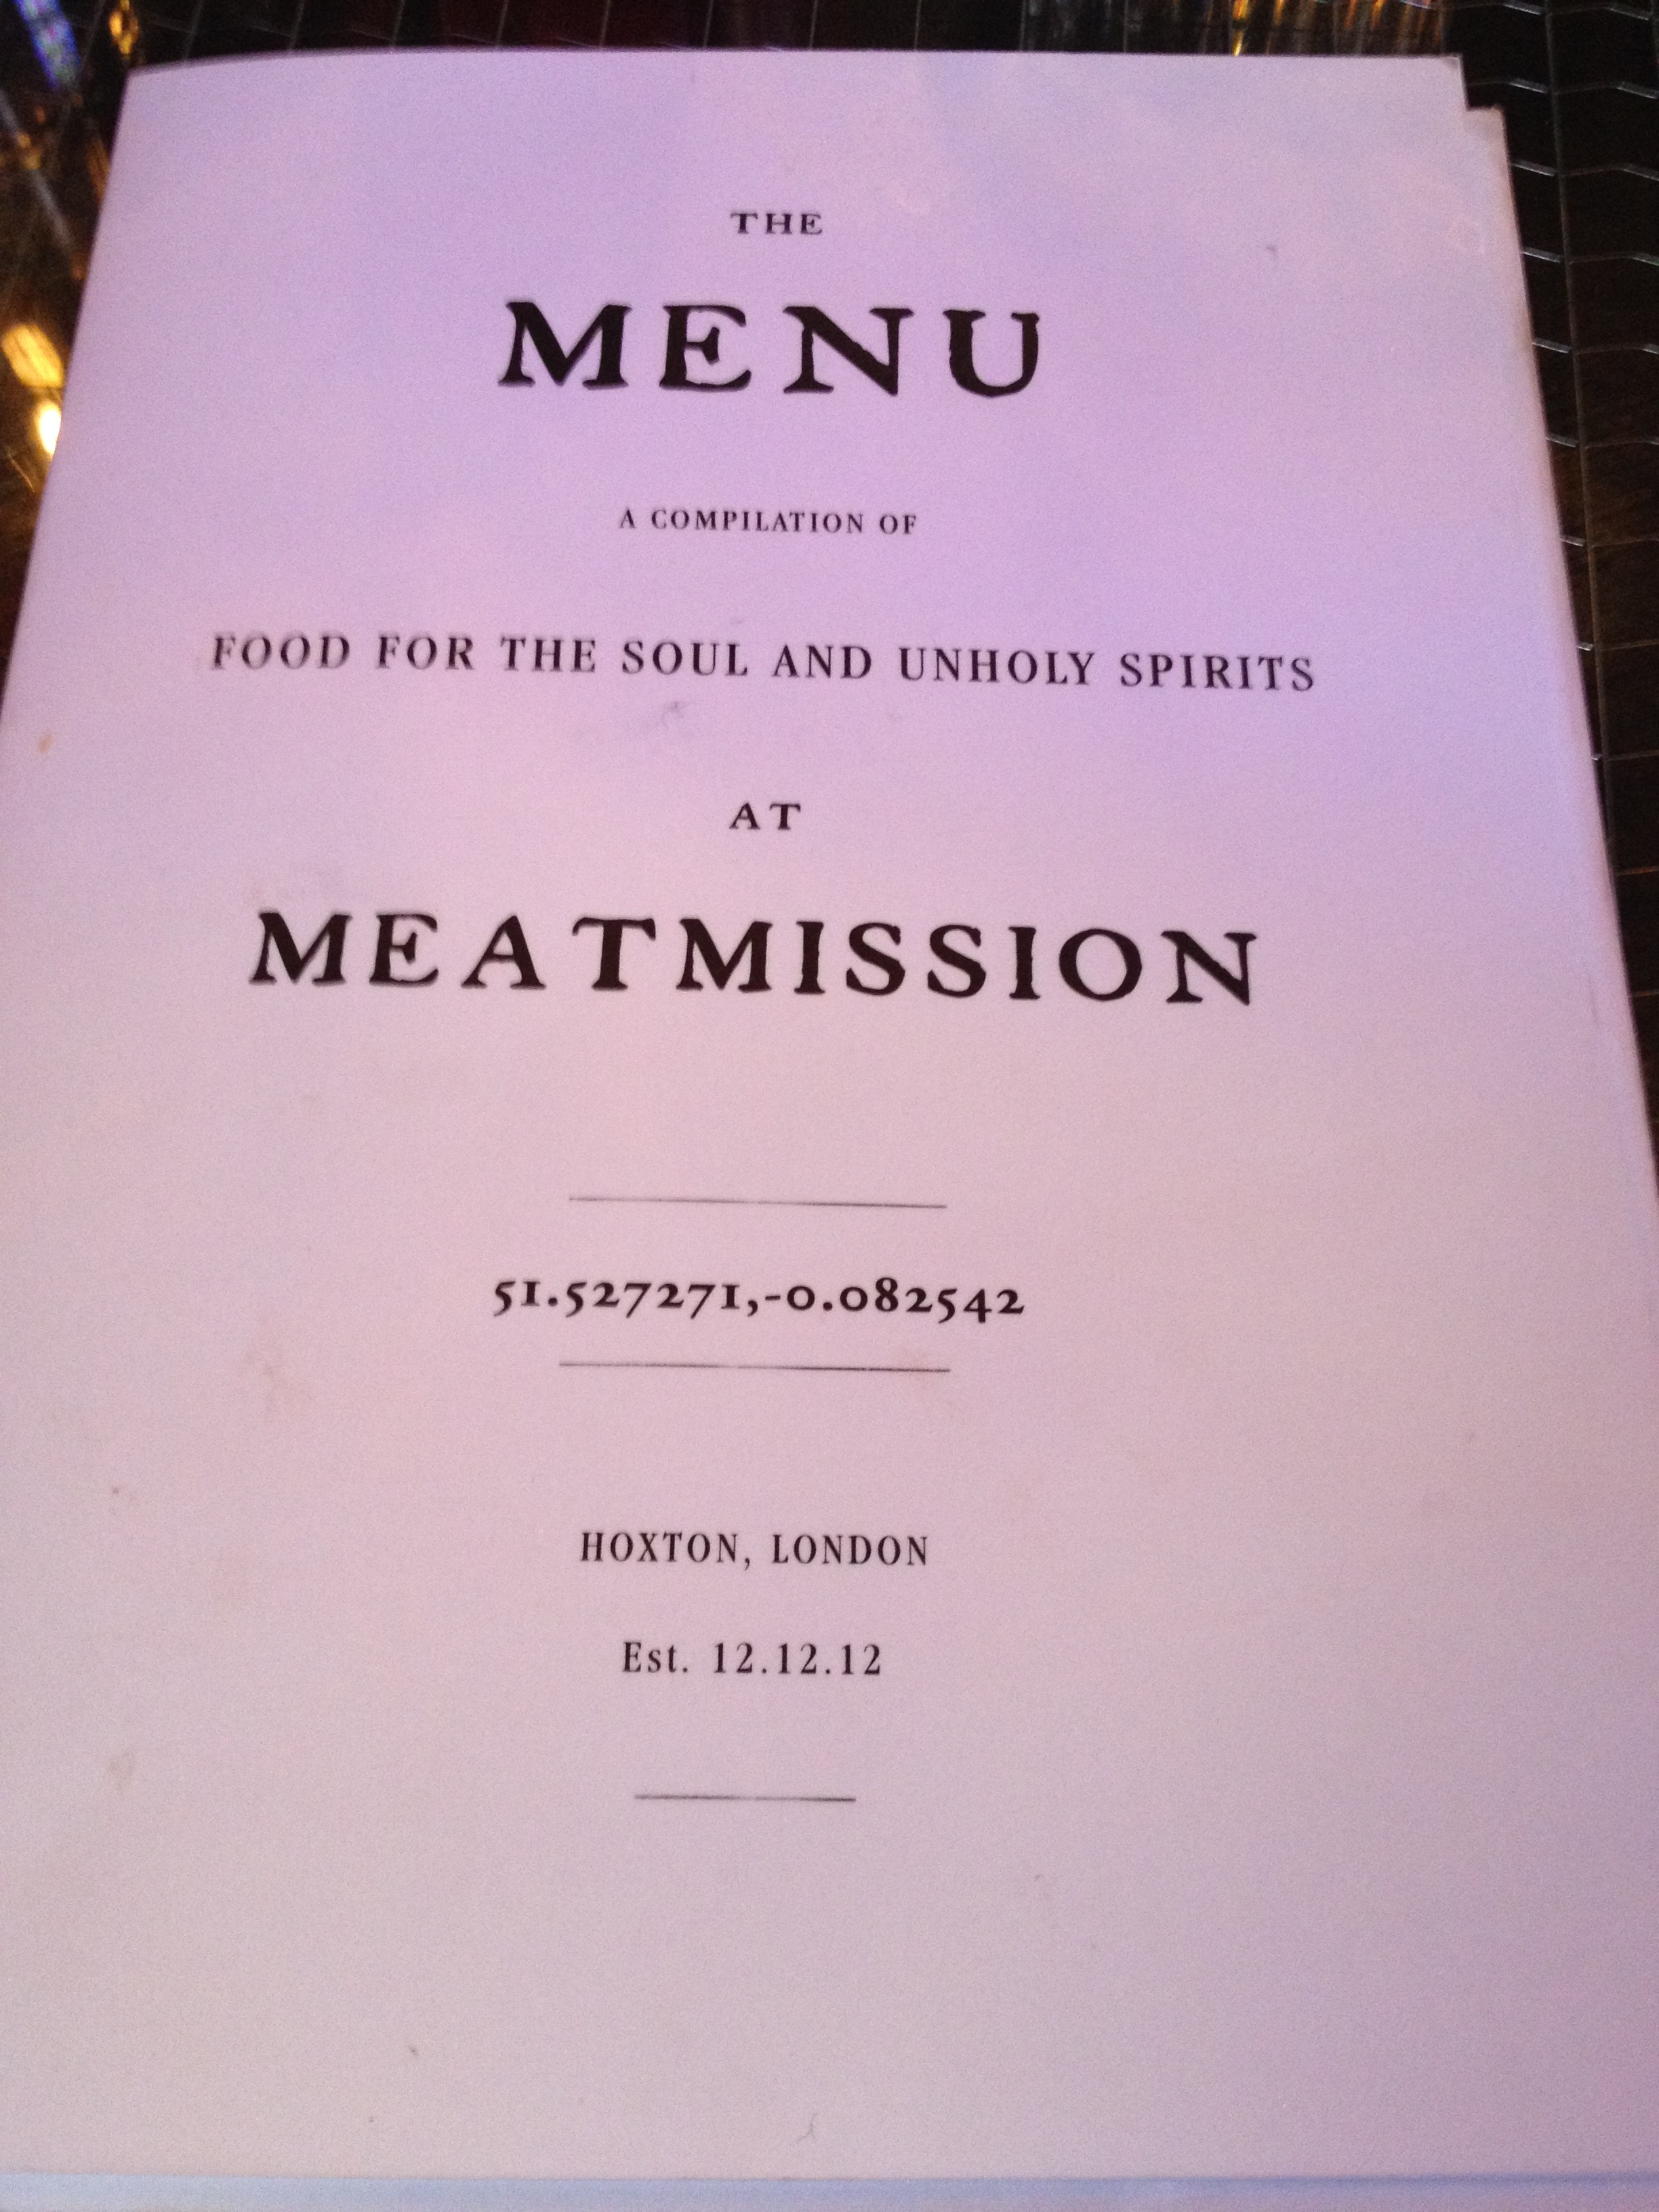 THE
MENU
A COMPILATION OF
FOOD FOR THE SOUL AND UNHOLY SPIRITS
AT
MEATMISSION
51.527271,-0.082542
HOXTON, LONDON
Est. 12.12.12